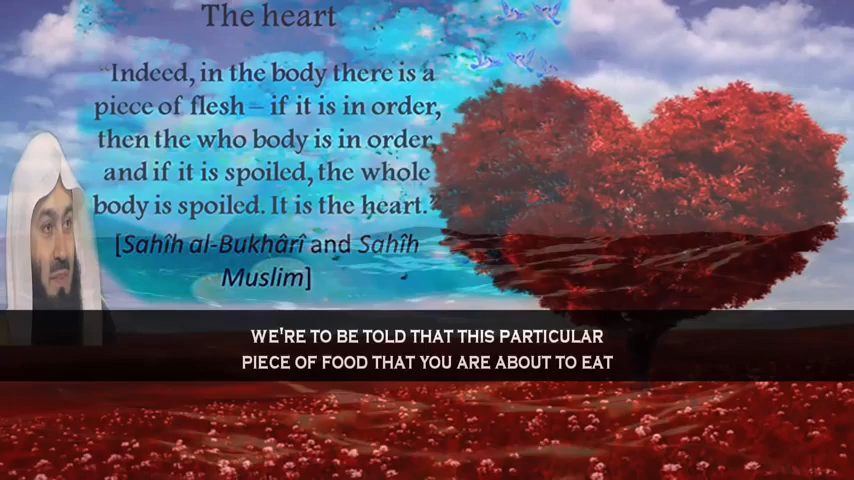 The heart
"Indeed, in the body there is a
piece of flesh – if it is in order,
then the who body is in order,
and if it is spoiled, the whole
body is spoiled. It is the heart."
[Sahîh al-Bukhârî and Sahîh
Muslim]
WE'RE TO BE TOLD THAT THIS PARTICULAR
PIECE OF FOOD THAT YOU ARE ABOUT TO EAT